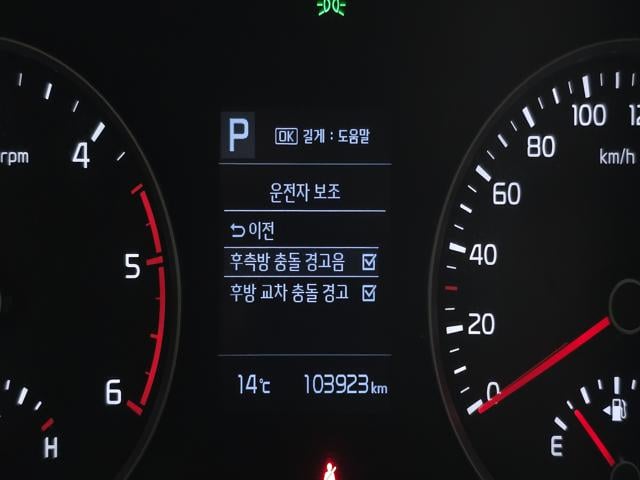 P OK 길게 : 도움말
운전자 보조
이전
후측방 충돌 경고음
후방 교차 충돌 경고
14℃ 103923 km
rpm
4
5
6
H
100
80
km/h
60
40
20
0
E